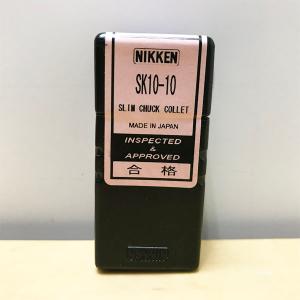 NIKKEN
SK10-10
SLIM CHUCK COLLET
MADE IN JAPAN
INSPECTED
&
APPROVED
合格